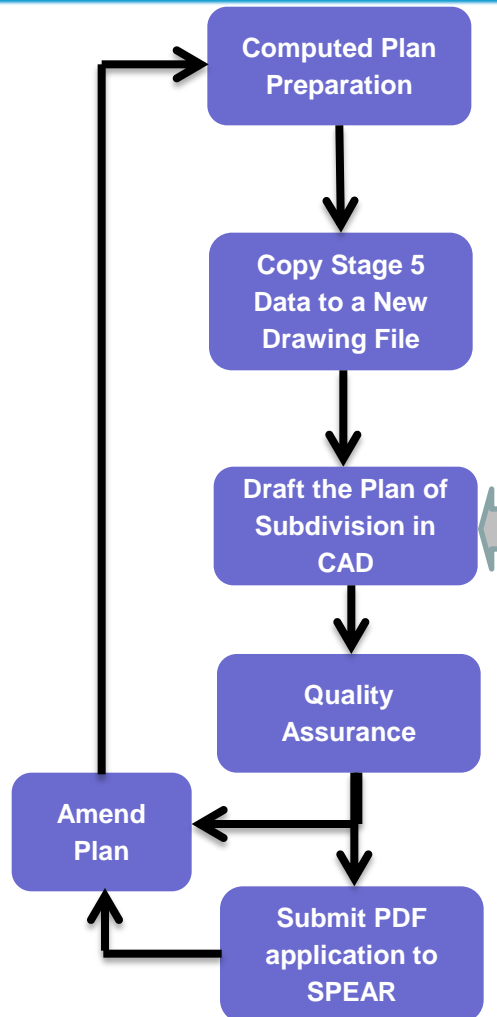 Computed Plan
Preparation
Copy Stage 5
Data to a New
Drawing File
Draft the Plan of
Subdivision in
CAD
Quality
Assurance
Amend
Plan
Submit PDF
application to
SPEAR